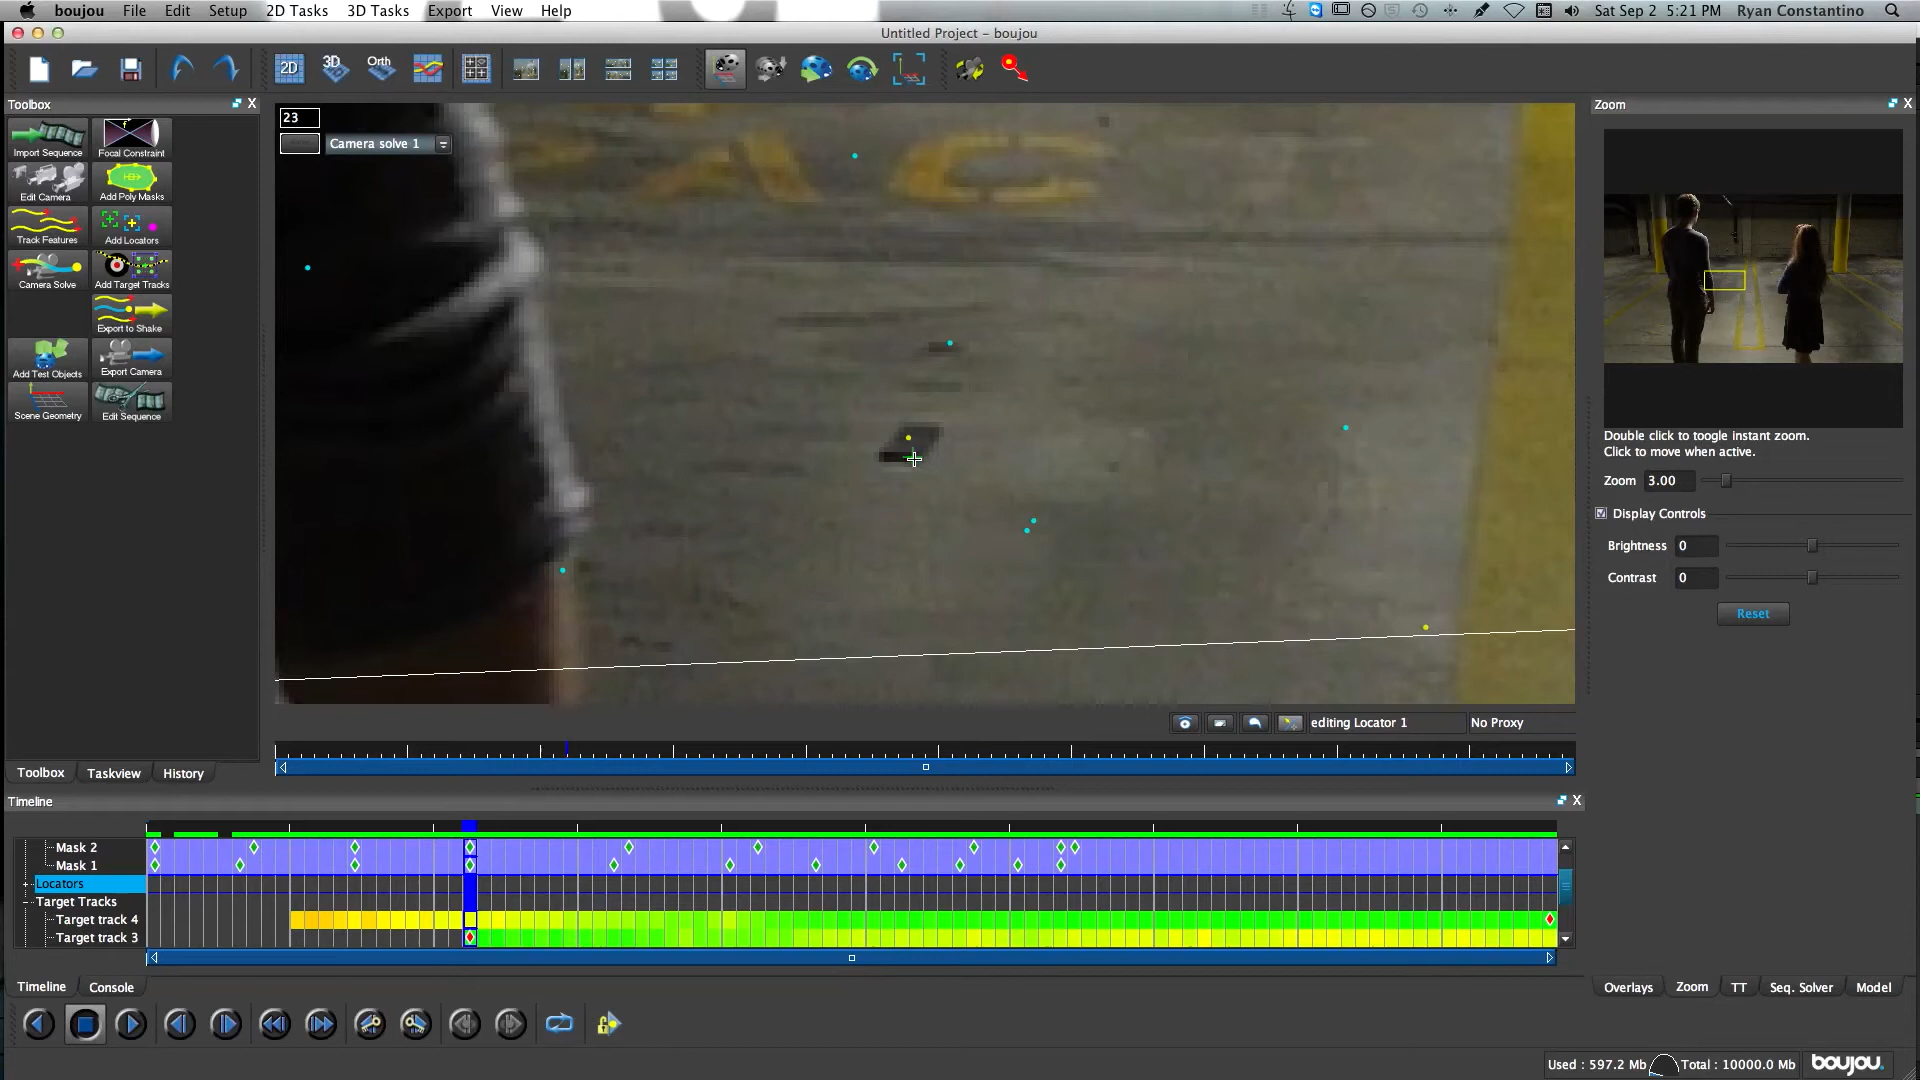 boujou File Edit Setup 2D Tasks 3D Tasks Export View Help Sat Sep 2 5:21 PM Ryan Constantino
Untitled Project – boujou
2D 3D Orth
Toolbox
Import Sequence Focal Constraint
Edit Camera Add Poly Masks
Track Features Add Locators
Camera Solve Add Target Tracks
Export to Shake
Add Test Objects Export Camera
Scene Geometry Edit Sequence
23
Camera solve 1
AC
editing Locator 1 No Proxy
Toolbox Taskview History
Zoom
Double click to toogle instant zoom.
Click to move when active.
Zoom 3.00
Display Controls
Brightness 0
Contrast 0
Reset
Timeline
Mask 2
Mask 1
Locators
Target Tracks
Target track 4
Target track 3
Timeline Console
Overlays Zoom TT Seq. Solver Model
Used : 597.2 Mb Total : 10000.0 Mb boujou